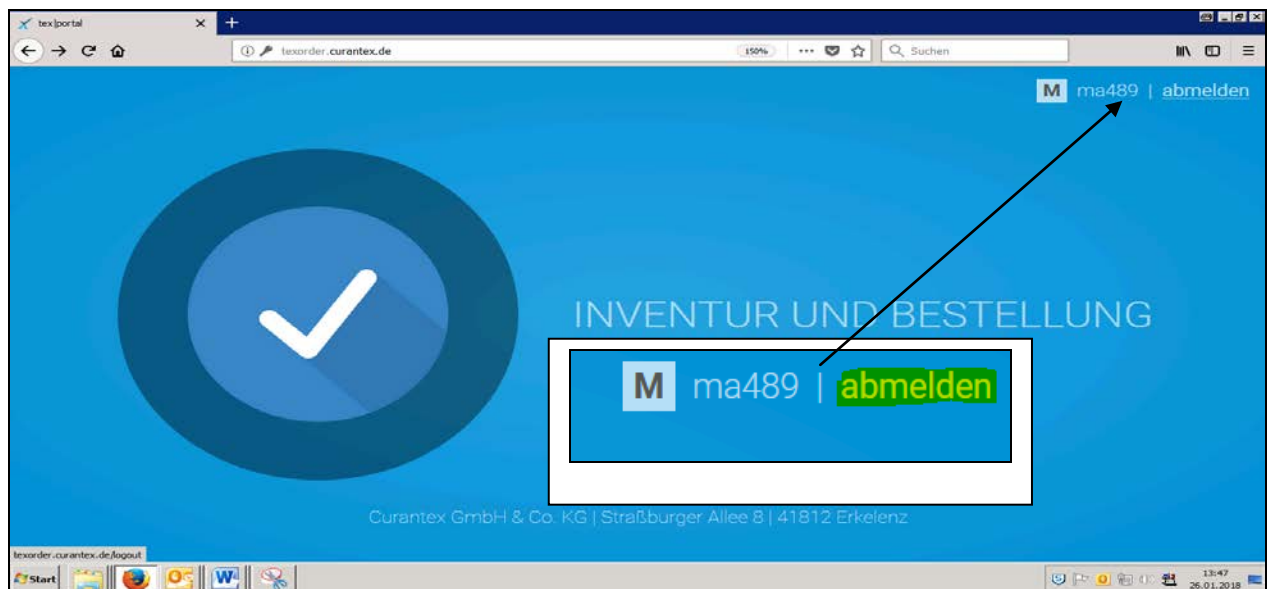 tex|portal
texorder.curantex.de 150% Suchen
M ma489 | abmelden
INVENTUR UND BESTELLUNG
M ma489 | abmelden
Curantex GmbH & Co. KG | Straßburger Allee 8 | 41812 Erkelenz
texorder.curantex.de/logout
Start 13:47
26.01.2018